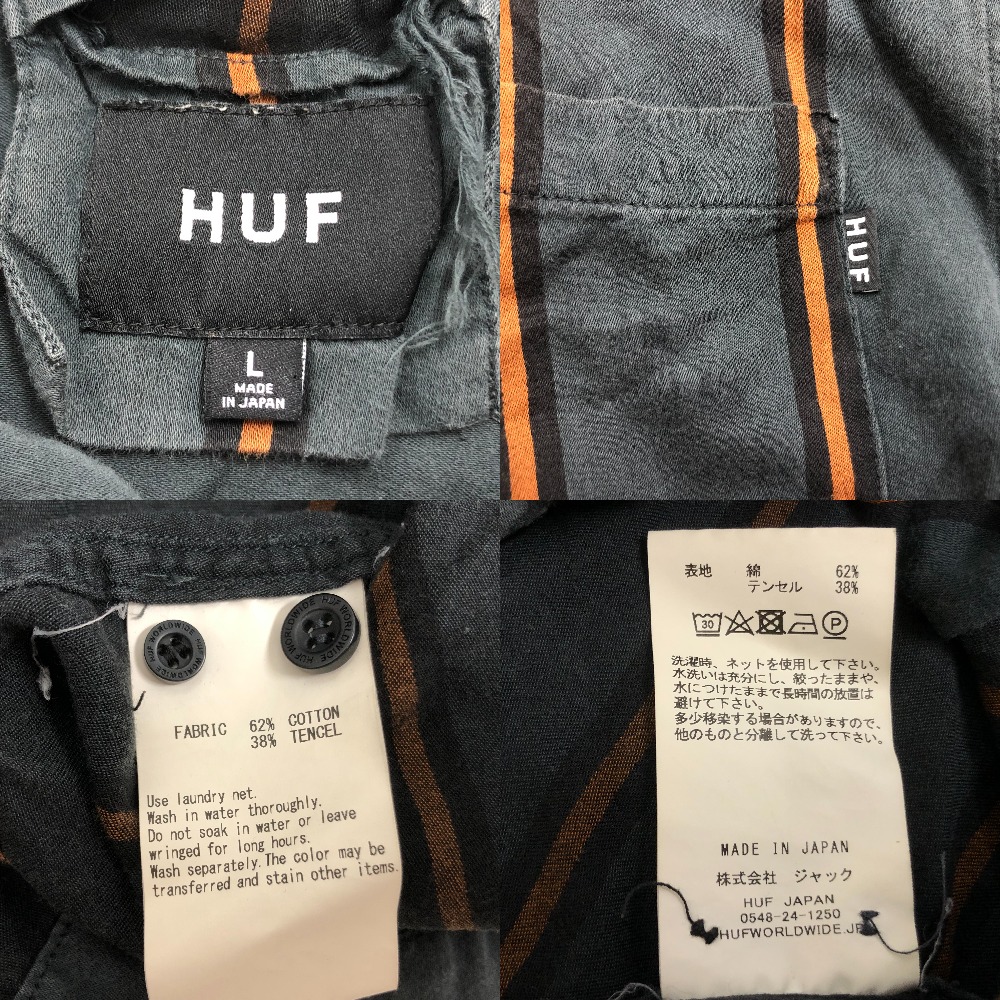 HUF
L
MADE
IN JAPAN
HUF
HUF WORLDWIDE
HUF WORLDWIDE
FABRIC 62% COTTON
38% TENCEL
Use laundry net.
Wash in water thoroughly.
Do not soak in water or leave
wringed for long hours.
Wash separately. The color may be
transferred and stain other items.
表地 綿 62%
テンセル 38%
30
P
洗濯時、ネットを使用して下さい。
水洗いは充分にし、絞ったままや、
水につけたままで長時間の放置は
避けて下さい。
多少移染する場合がありますので、
他のものと分離して洗って下さい。
MADE IN JAPAN
株式会社 ジャック
HUF JAPAN
0548-24-1250
HUFWORLDWIDE.JP